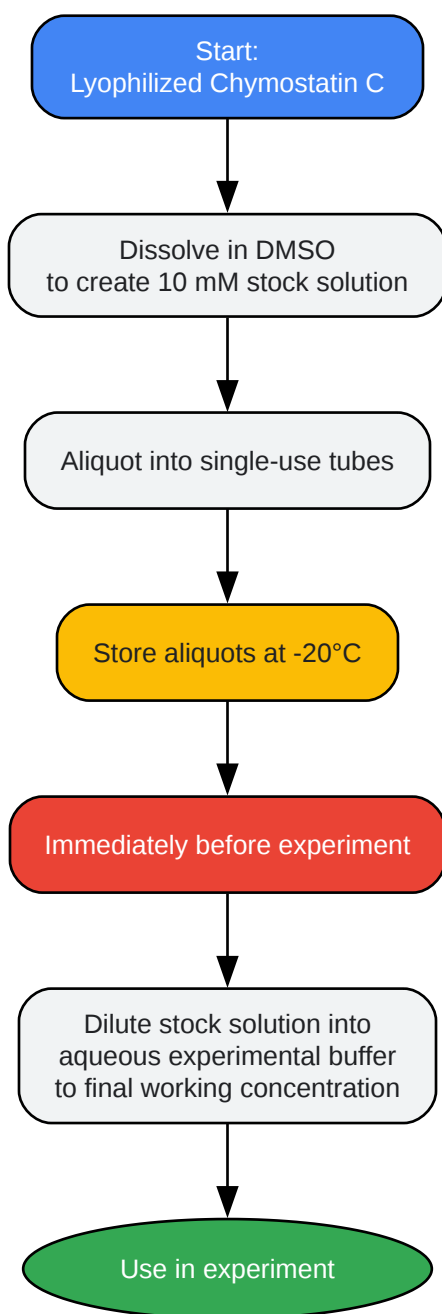 Start:
Lyophilized Chymostatin C
Dissolve in DMSO
to create 10 mM stock solution
Aliquot into single-use tubes
Store aliquots at -20°C
Immediately before experiment
Dilute stock solution into
aqueous experimental buffer
to final working concentration
Use in experiment